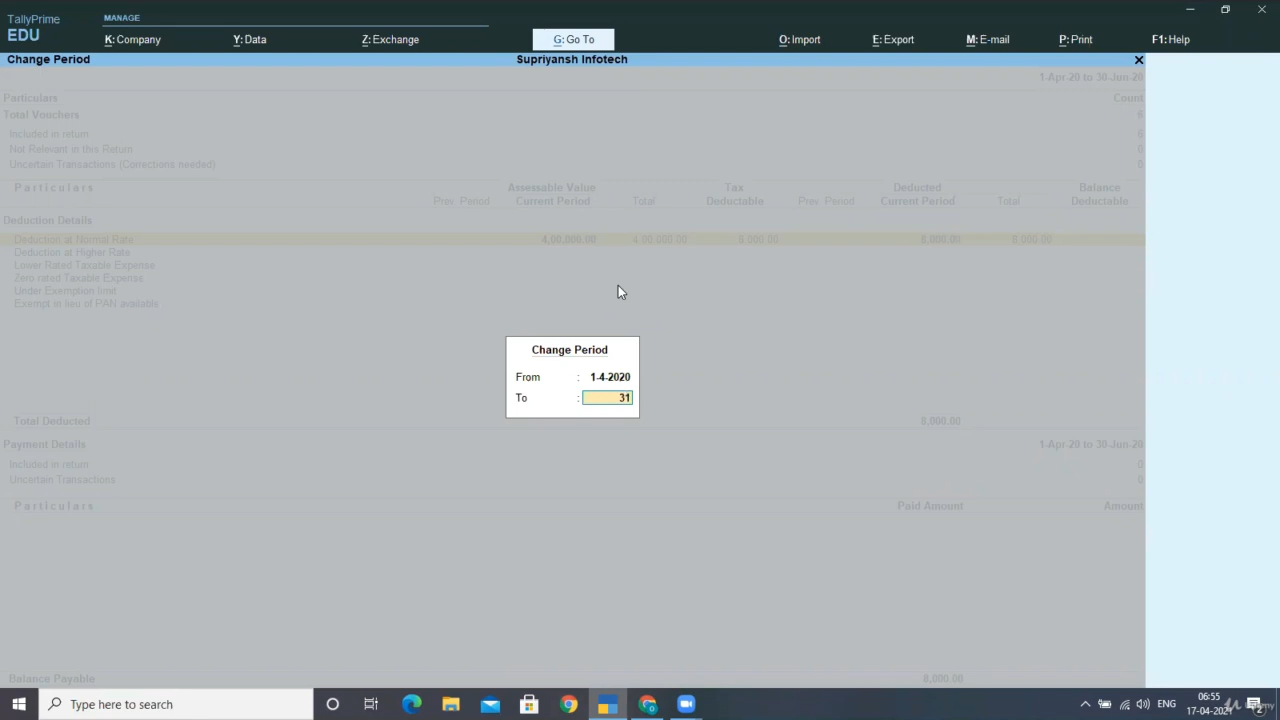 TallyPrime
EDU
MANAGE
K: Company
Y: Data
Z: Exchange
G: Go To
O: Import
E: Export
M: E-mail
P: Print
F1: Help
Change Period
Supriyansh Infotech
1-Apr-20 to 30-Jun-20
Particulars
Count
Total Vouchers
6
Included in return
6
Not Relevant in this Return
0
Uncertain Transactions (Corrections needed)
0
Particulars
Assessable Value
Tax
Deducted
Balance
Prev. Period
Current Period
Total
Deductable
Prev. Period
Current Period
Total
Deductable
Deduction Details
Deduction at Normal Rate
4,00,000.00
4,00,000.00
8,000.00
8,000.00
8,000.00
Deduction at Higher Rate
Lower Rated Taxable Expense
Zero rated Taxable Expense
Under Exemption limit
Exempt in lieu of PAN available
Change Period
From : 1-4-2020
To : 31
Total Deducted
8,000.00
Payment Details
1-Apr-20 to 30-Jun-20
Included in return
0
Uncertain Transactions
0
Particulars
Paid Amount
Amount
Balance Payable
8,000.00
Type here to search
ENG
06:55
17-04-2021
2